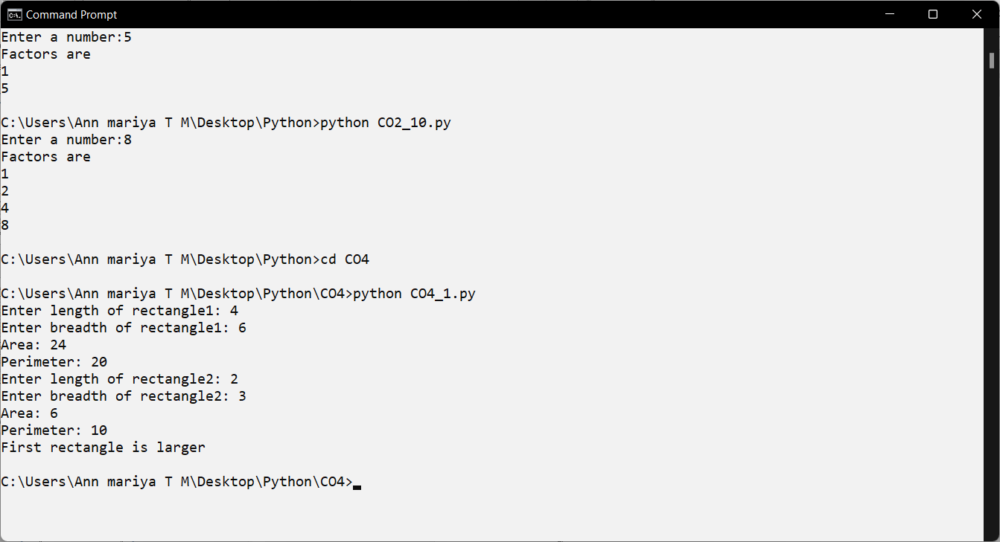 Command Prompt
Enter a number:5
Factors are
1
5
C:\Users\Ann mariya T M\Desktop\Python>python CO2_10.py
Enter a number:8
Factors are
1
2
4
8
C:\Users\Ann mariya T M\Desktop\Python>cd CO4
C:\Users\Ann mariya T M\Desktop\Python\CO4>python CO4_1.py
Enter length of rectangle1: 4
Enter breadth of rectangle1: 6
Area: 24
Perimeter: 20
Enter length of rectangle2: 2
Enter breadth of rectangle2: 3
Area: 6
Perimeter: 10
First rectangle is larger
C:\Users\Ann mariya T M\Desktop\Python\CO4>